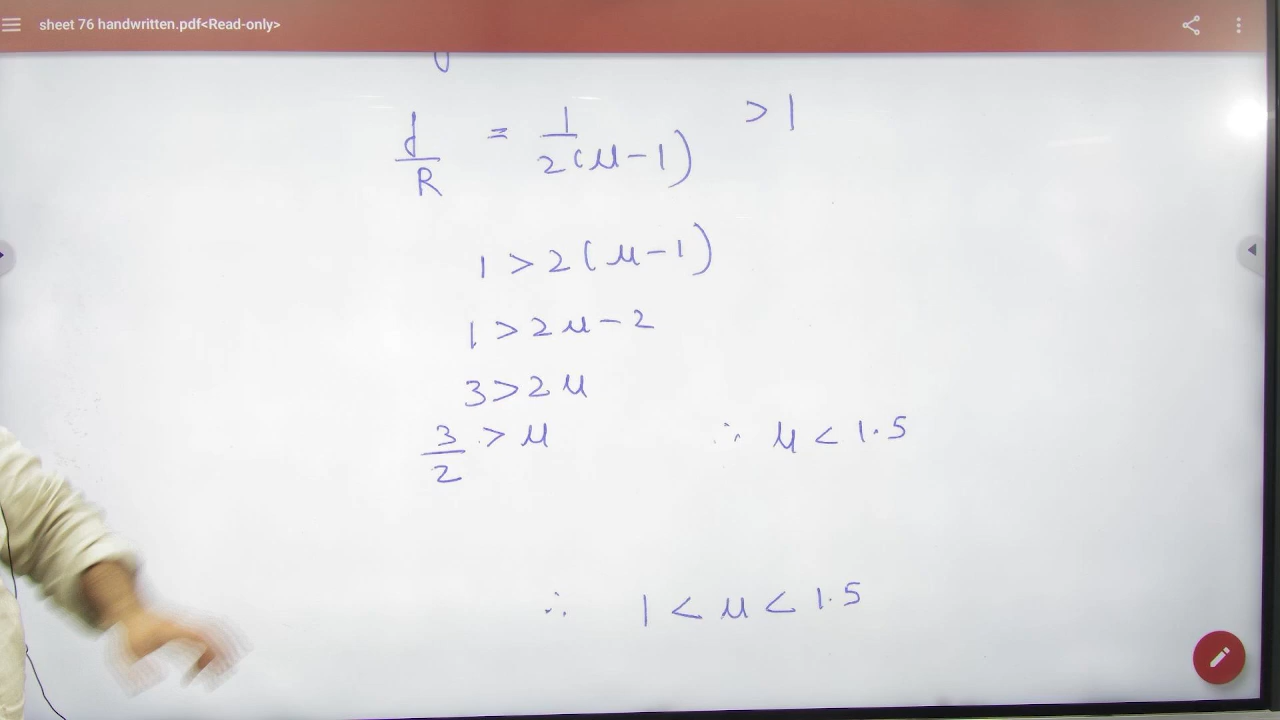 sheet 76 handwritten.pdf<Read-only>
f/R = 1/2(μ-1) > 1
1 > 2(μ-1)
1 > 2μ-2
3 > 2μ
3/2 > μ ∴ μ < 1.5
∴ 1 < μ < 1.5